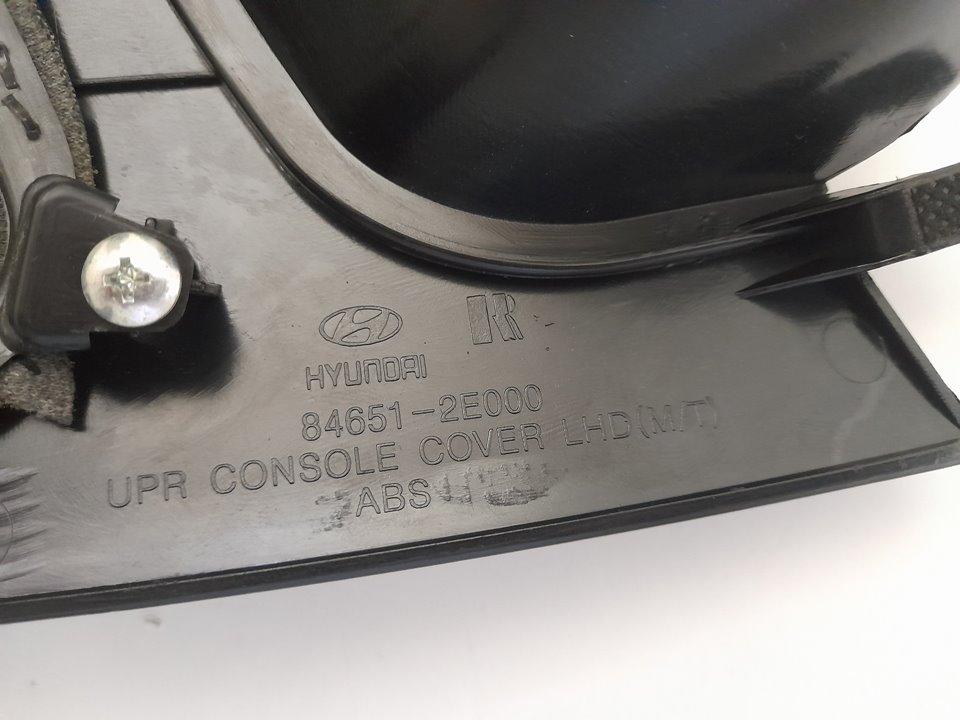 HYUNDAI
84651-2E000
UPR CONSOLE COVER LHD(M/T)
ABS